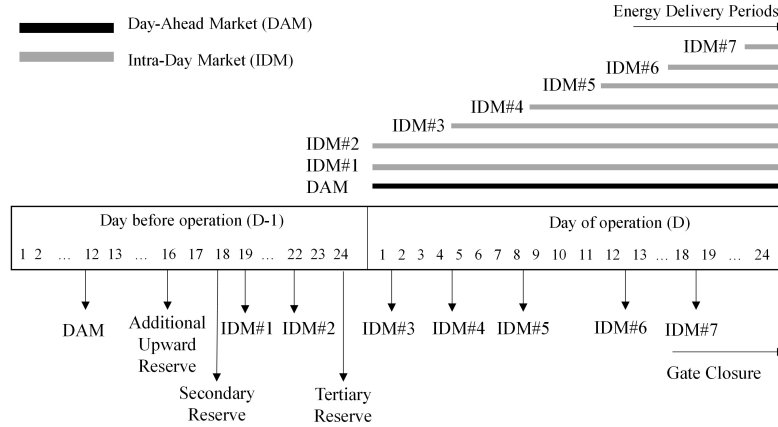 Energy Delivery Periods
Day-Ahead Market (DAM)
Intra-Day Market (IDM)
IDM#7
IDM#6
IDM#5
IDM#4
IDM#3
IDM#2
IDM#1
DAM
Day before operation (D-1)
Day of operation (D)
1 2 ... 12 13 ... 16 17 18 19 ... 22 23 24
1 2 3 4 5 6 7 8 9 10 11 12 13 ... 18 19 ... 24
DAM
Additional
Upward
Reserve
IDM#1
IDM#2
IDM#3
IDM#4
IDM#5
IDM#6
IDM#7
Gate Closure
Secondary
Reserve
Tertiary
Reserve